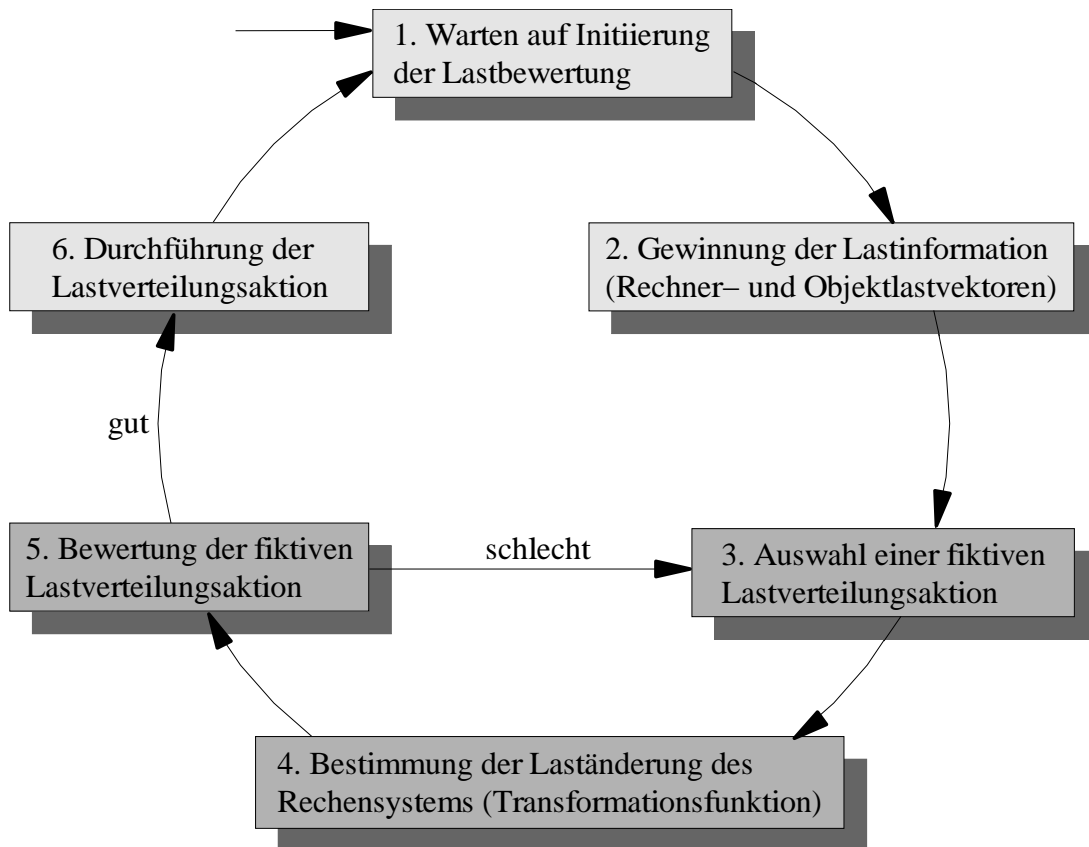 1. Warten auf Initiierung
der Lastbewertung
6. Durchführung der
Lastverteilungsaktion
2. Gewinnung der Lastinformation
(Rechner– und Objektlastvektoren)
gut
5. Bewertung der fiktiven
Lastverteilungsaktion
schlecht
3. Auswahl einer fiktiven
Lastverteilungsaktion
4. Bestimmung der Laständerung des
Rechensystems (Transformationsfunktion)